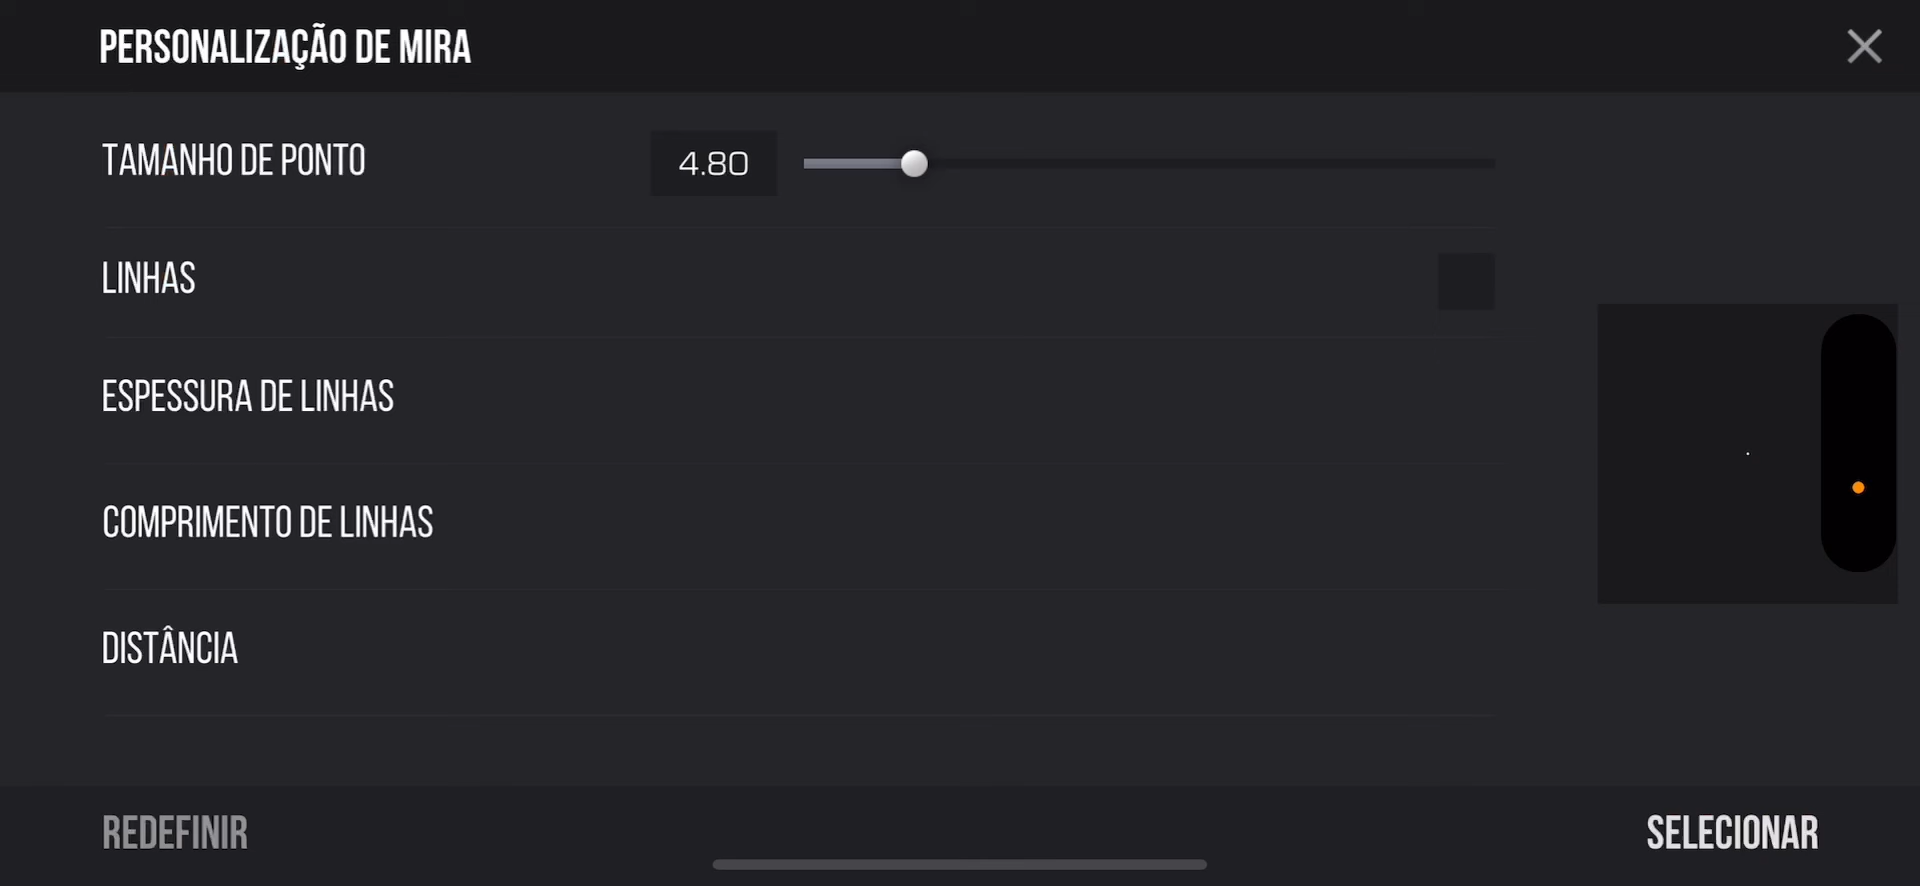 PERSONALIZAÇÃO DE MIRA
TAMANHO DE PONTO 4.80
LINHAS
ESPESSURA DE LINHAS
COMPRIMENTO DE LINHAS
DISTÂNCIA
REDEFINIR SELECIONAR